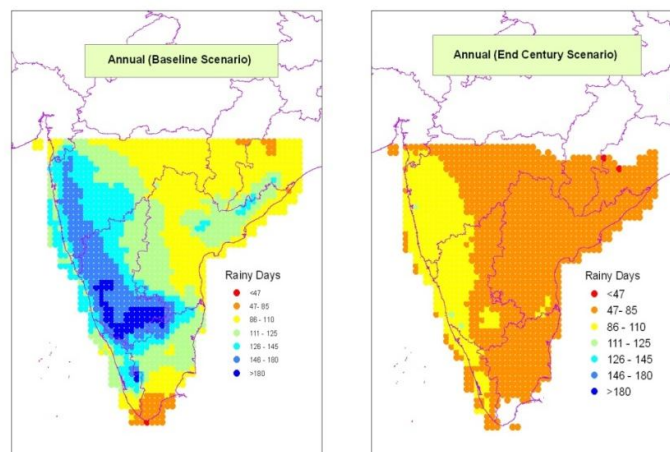 Annual (Baseline Scenario)
Rainy Days
<47
47- 85
86 - 110
111 - 125
126 - 145
146 - 180
>180
Annual (End Century Scenario)
Rainy Days
<47
47- 85
86 - 110
111 - 125
126 - 145
146 - 180
>180